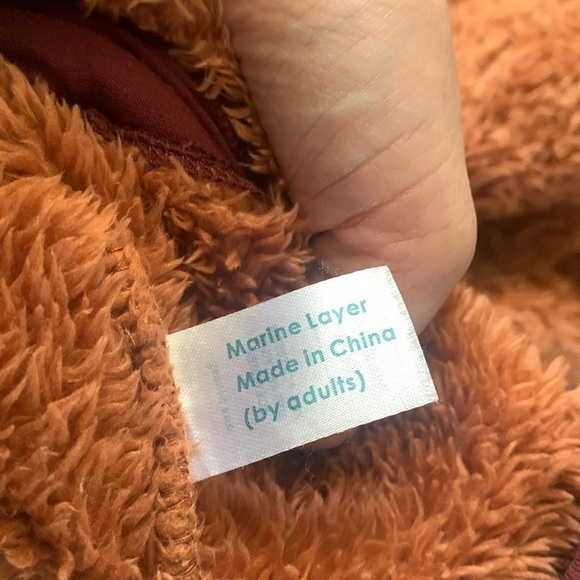 Marine Layer
Made in China
(by adults)